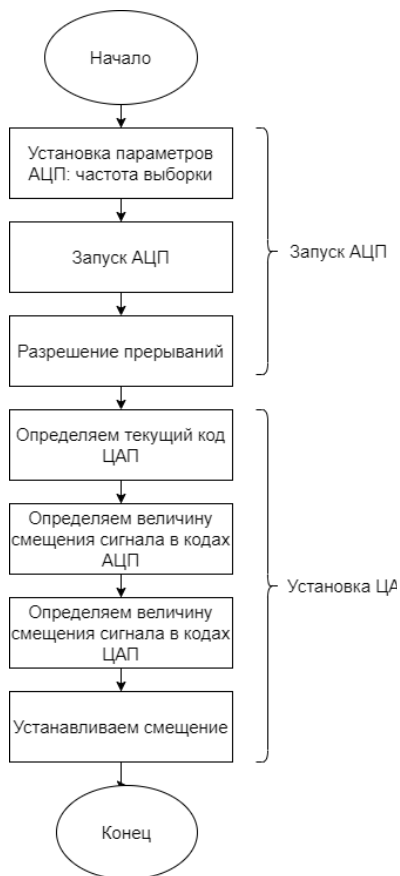 Начало
Установка параметров
АЦП: частота выборки
Запуск АЦП
Запуск АЦП
Разрешение прерываний
Определяем текущий код
ЦАП
Определяем величину
смещения сигнала в кодах
АЦП
Установка ЦА
Определяем величину
смещения сигнала в кодах
ЦАП
Устанавливаем смещение
Конец